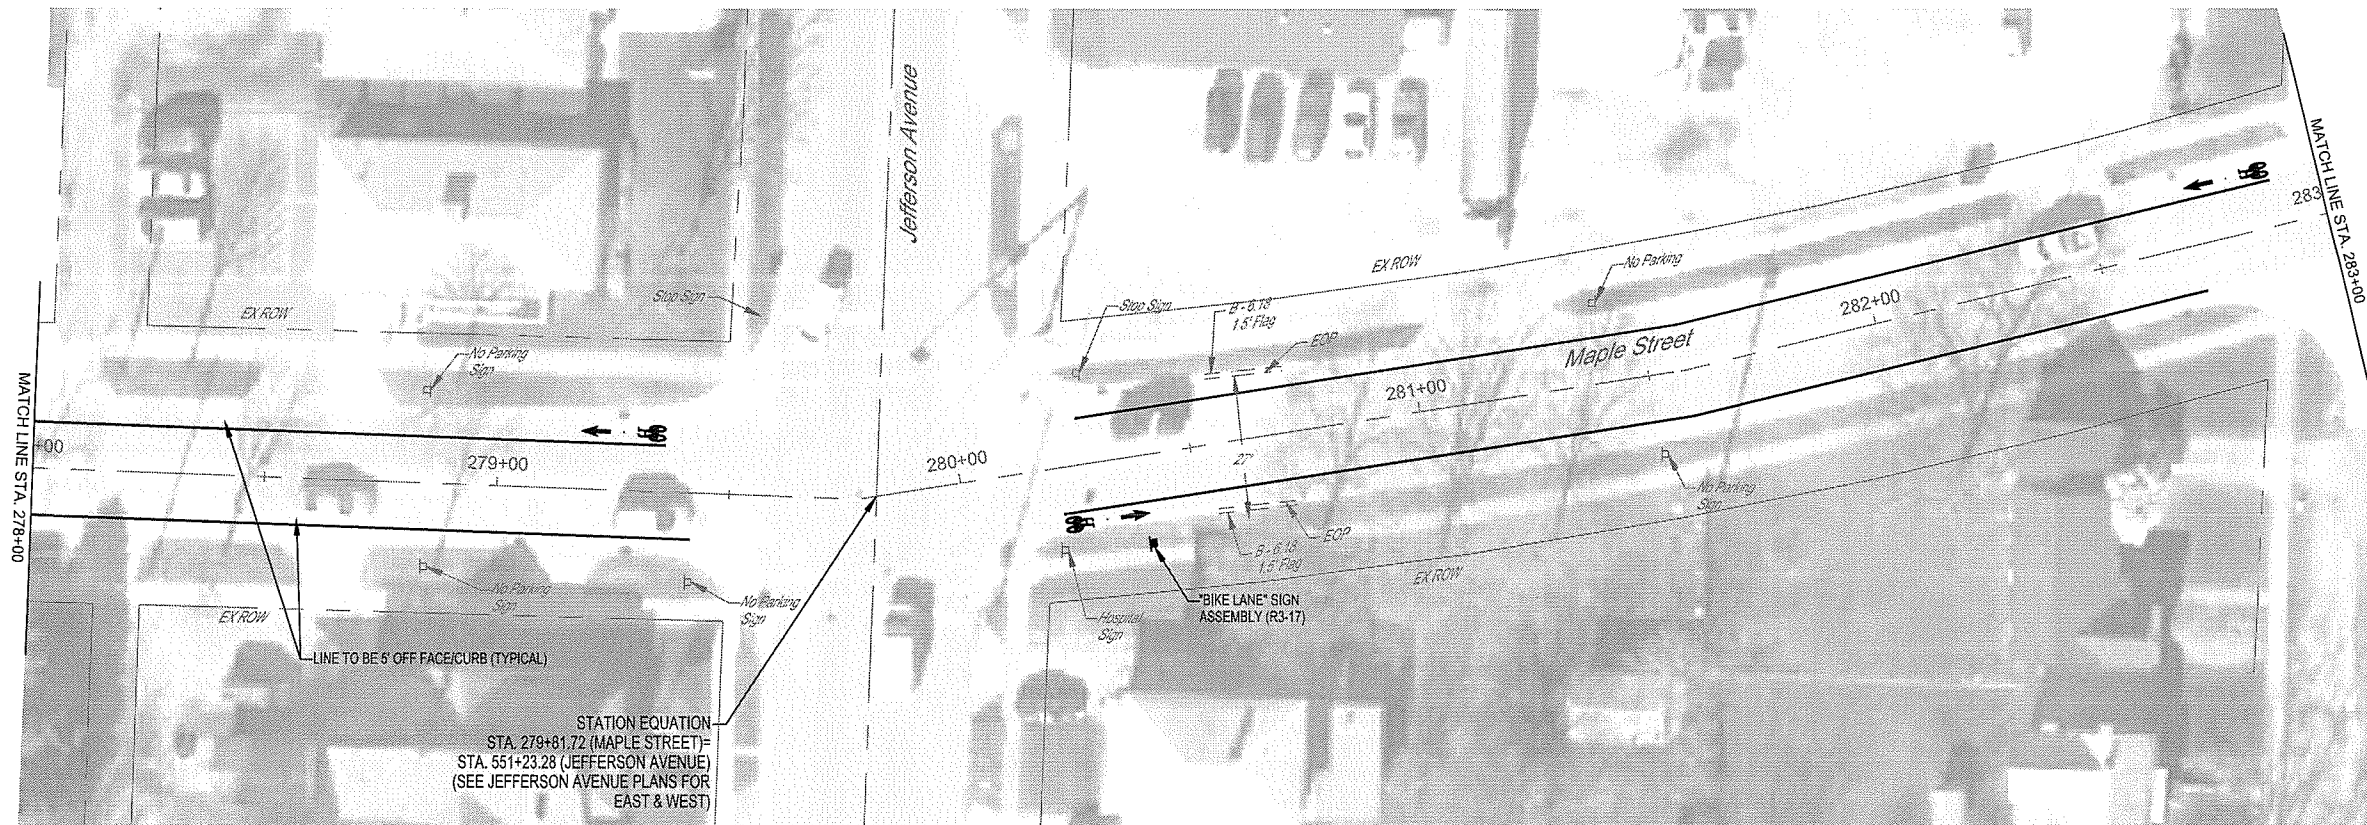 Jefferson Avenue
MATCH LINE STA. 283+00
283
EX ROW
No Parking
Stop Sign
Stop Sign
B - 6.18
1.5' Flag
EX ROW
EOP
282+00
Maple Street
No Parking
Sign
281+00
MATCH LINE STA. 278+00
+00
279+00
280+00
27'
No Parking
Sign
B - 6.18
1.5' Flag
EOP
EX ROW
No Parking
Sign
No Parking
Sign
EX ROW
"BIKE LANE" SIGN
ASSEMBLY (R3-17)
Hospital
Sign
LINE TO BE 5' OFF FACE/CURB (TYPICAL)
STATION EQUATION
STA. 279+81.72 (MAPLE STREET)=
STA. 551+23.28 (JEFFERSON AVENUE)
(SEE JEFFERSON AVENUE PLANS FOR
EAST & WEST)